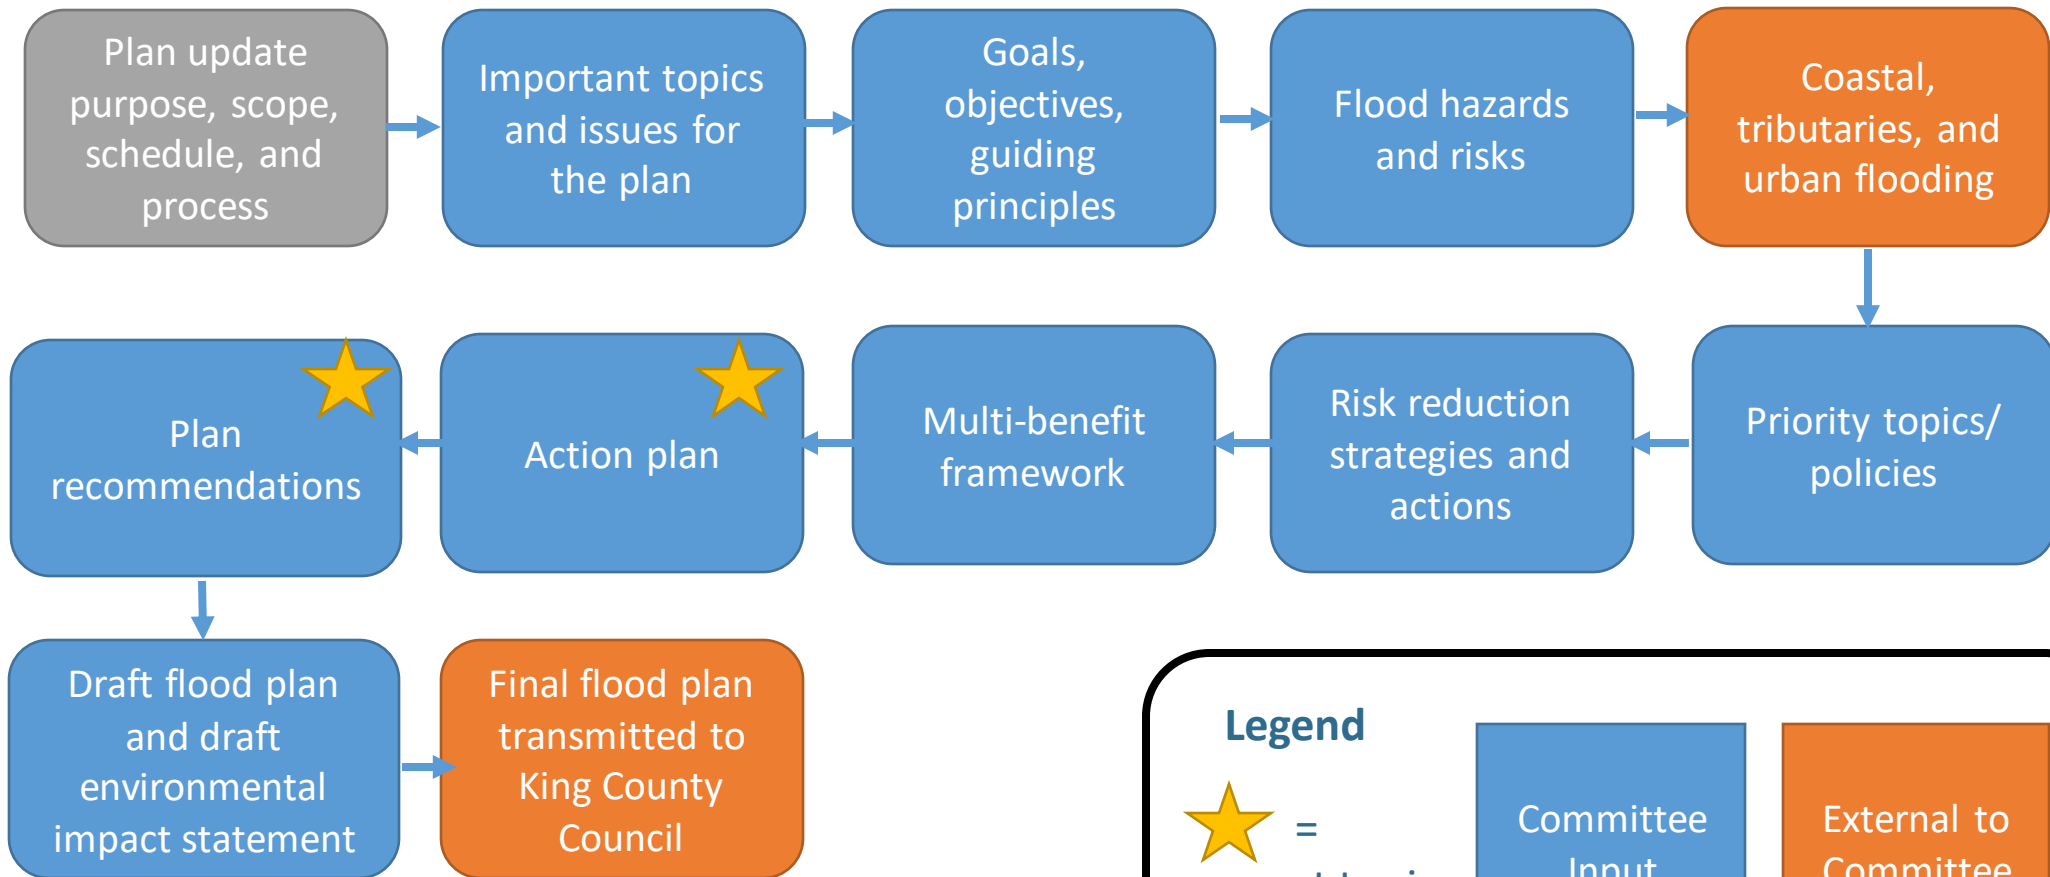 Plan update
purpose, scope,
schedule, and
process
Important topics
and issues for
the plan
Goals,
objectives,
guiding
principles
Flood hazards
and risks
Coastal,
tributaries, and
urban flooding
Plan
recommendations
Action plan
Multi-benefit
framework
Risk reduction
strategies and
actions
Priority topics/
policies
Draft flood plan
and draft
environmental
impact statement
Final flood plan
transmitted to
King County
Council
Legend
=
Committee
Input
External to
Committee